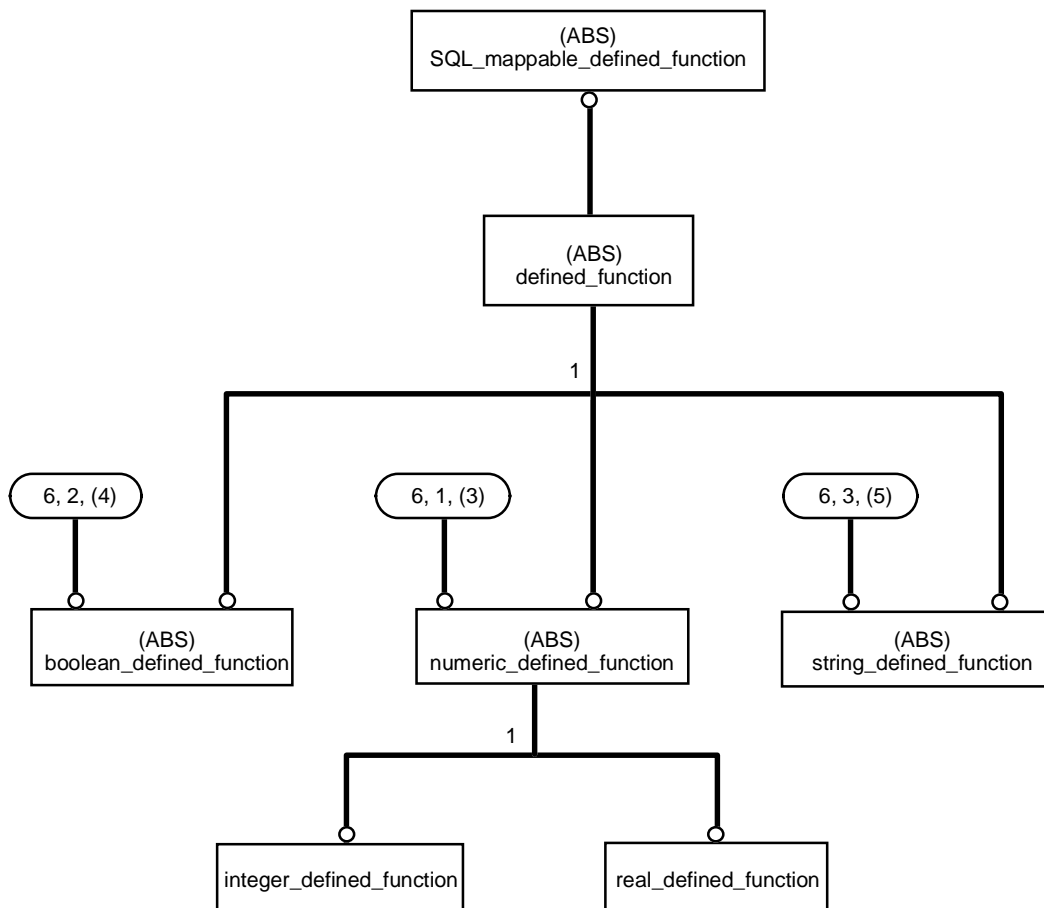 (ABS)
SQL_mappable_defined_function
(ABS)
defined_function
1
6, 2, (4)
6, 1, (3)
6, 3, (5)
(ABS)
boolean_defined_function
(ABS)
numeric_defined_function
(ABS)
string_defined_function
1
integer_defined_function
real_defined_function